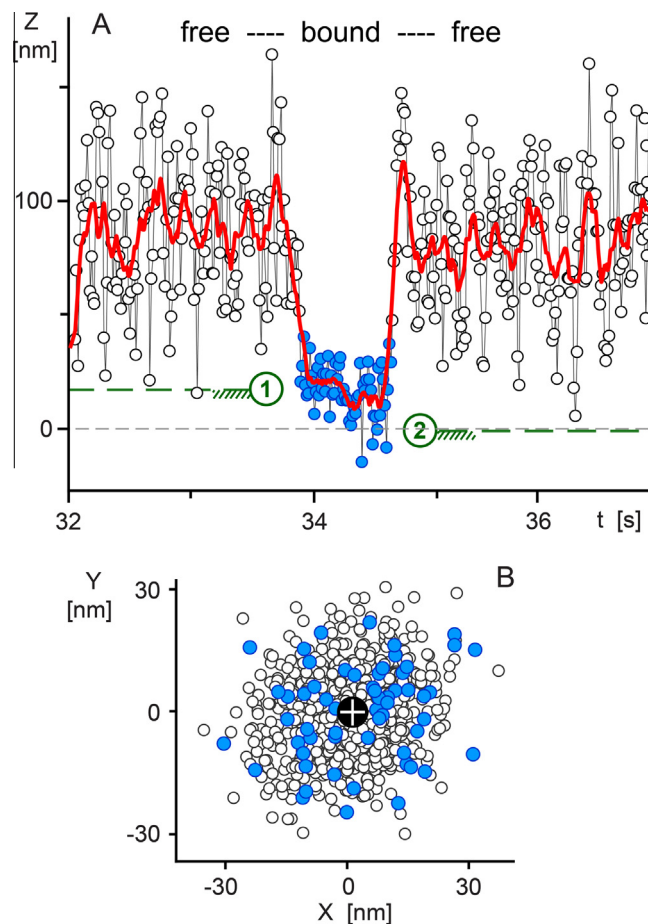 Z
[nm]
A
free ---- bound ---- free
100
1
0
2
32
34
36
t [s]
Y
[nm]
B
30
0
-30
-30
0
30
X [nm]